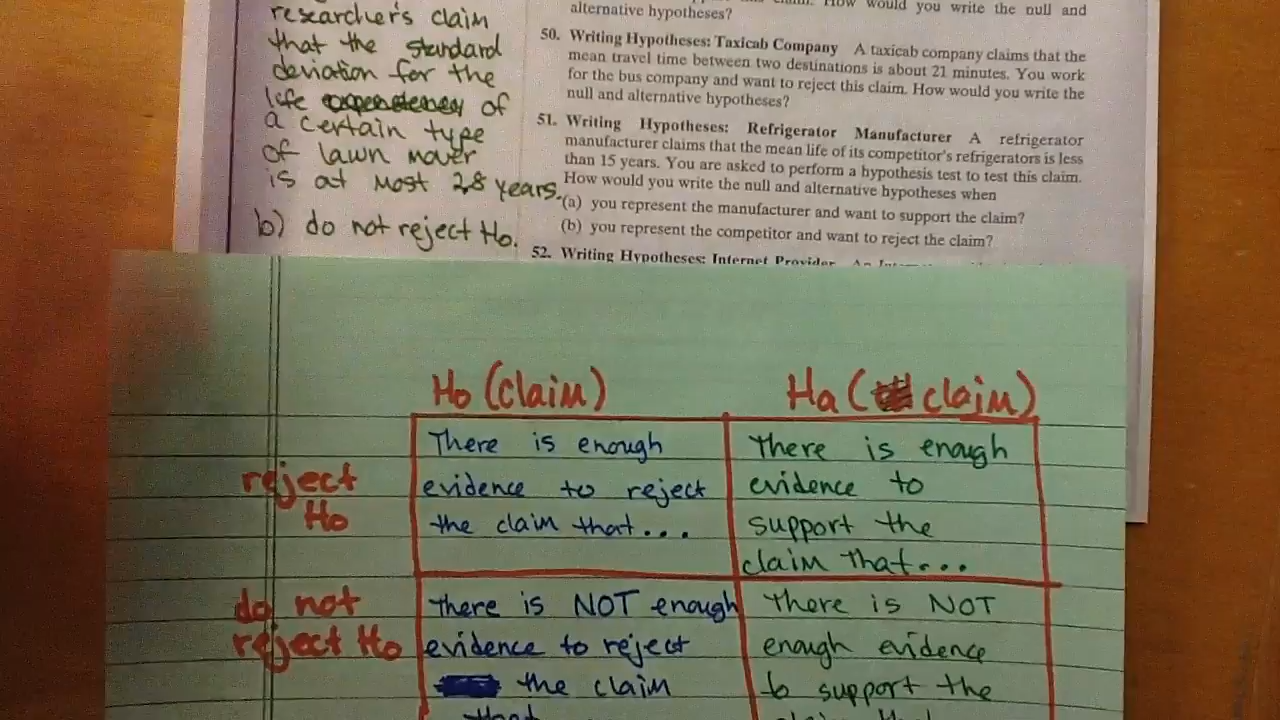 researcher's claim
that the standard
deviation for the
life of
a certain type
of lawn mower
is at most 2.8 years.
b) do not reject Ho.
How would you write the null and
alternative hypotheses?
50. Writing Hypotheses: Taxicab Company A taxicab company claims that the
mean travel time between two destinations is about 21 minutes. You work
for the bus company and want to reject this claim. How would you write the
null and alternative hypotheses?
51. Writing Hypotheses: Refrigerator Manufacturer A refrigerator
manufacturer claims that the mean life of its competitor's refrigerators is less
than 15 years. You are asked to perform a hypothesis test to test this claim.
How would you write the null and alternative hypotheses when
(a) you represent the manufacturer and want to support the claim?
(b) you represent the competitor and want to reject the claim?
52. Writing Hypotheses: Internet Provider
Ho (claim)
Ha ( claim)
reject
Ho
There is enough
evidence to reject
the claim that...
There is enough
evidence to
support the
claim that...
do not
reject Ho
There is NOT enough
evidence to reject
the claim
that
There is NOT
enough evidence
to support the